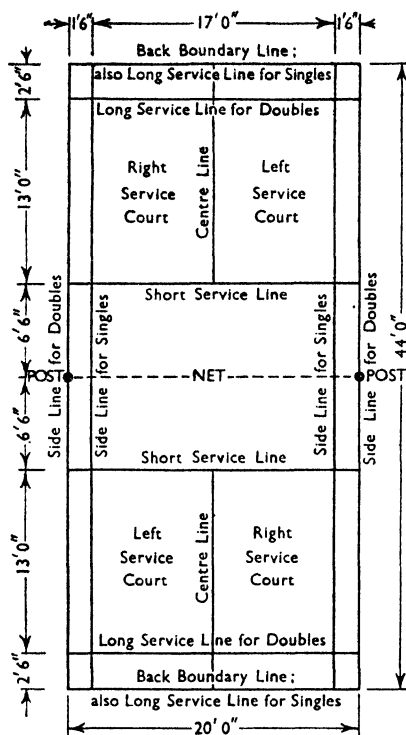 1'6" 17'0" 1'6"
Back Boundary Line;
also Long Service Line for Singles
2'6"
Long Service Line for Doubles
13'0"
Right Service Court
Centre Line
Left Service Court
Short Service Line
6'6"
Side Line for Doubles
Side Line for Singles
Side Line for Singles
Side Line for Doubles
44'0"
POST NET POST
6'6"
Short Service Line
13'0"
Left Service Court
Centre Line
Right Service Court
Long Service Line for Doubles
2'6"
Back Boundary Line;
also Long Service Line for Singles
20'0"